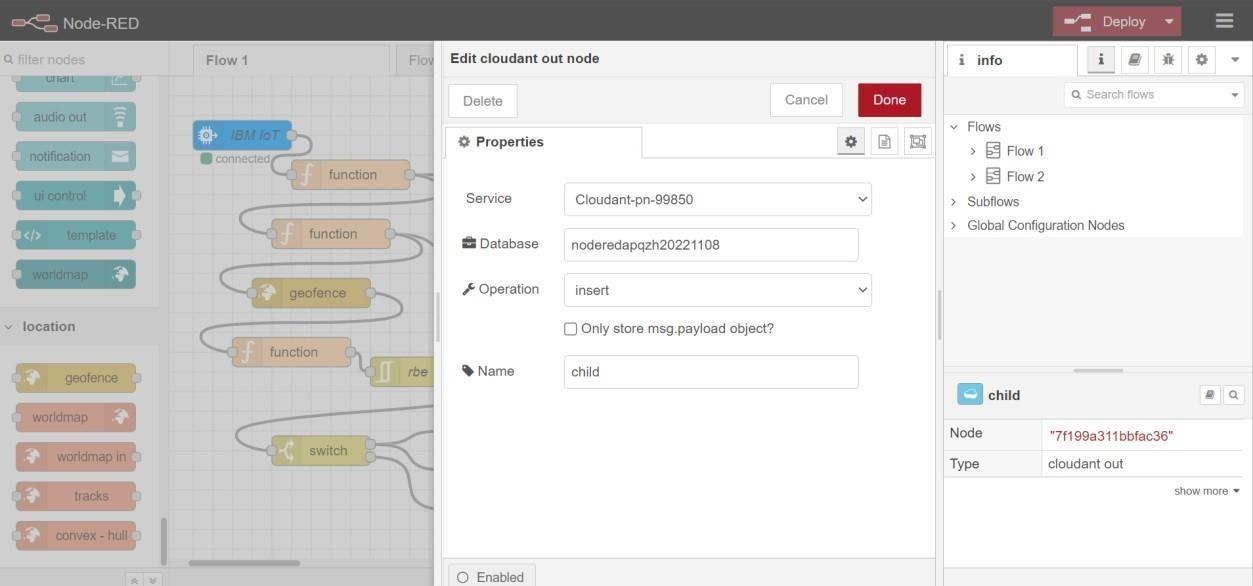 Node-RED
Deploy
filter nodes
chart
audio out
notification
ui control
template
worldmap
location
geofence
worldmap
worldmap in
tracks
convex - hull
Flow 1
Flow
IBM IoT
connected
function
function
geofence
function
rbe
switch
Edit cloudant out node
Delete
Cancel
Done
Properties
Service
Cloudant-pn-99850
Database
noderedapqzh20221108
Operation
insert
Only store msg.payload object?
Name
child
Enabled
info
Search flows
Flows
Flow 1
Flow 2
Subflows
Global Configuration Nodes
child
Node
"7f199a311bbfac36"
Type
cloudant out
show more